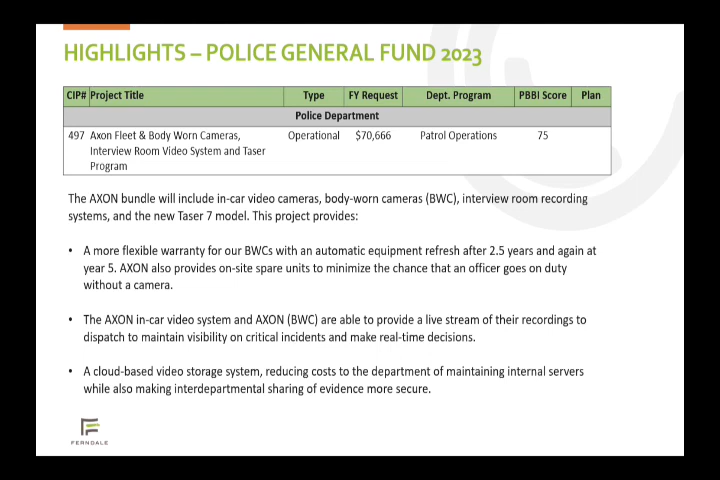 HIGHLIGHTS – POLICE GENERAL FUND 2023
CIP# Project Title Type FY Request Dept. Program PBBI Score Plan
Police Department
497 Axon Fleet & Body Worn Cameras, Operational $70,666 Patrol Operations 75
Interview Room Video System and Taser
Program
The AXON bundle will include in-car video cameras, body-worn cameras (BWC), interview room recording
systems, and the new Taser 7 model. This project provides:
• A more flexible warranty for our BWCs with an automatic equipment refresh after 2.5 years and again at
year 5. AXON also provides on-site spare units to minimize the chance that an officer goes on duty
without a camera.
• The AXON in-car video system and AXON (BWC) are able to provide a live stream of their recordings to
dispatch to maintain visibility on critical incidents and make real-time decisions.
• A cloud-based video storage system, reducing costs to the department of maintaining internal servers
while also making interdepartmental sharing of evidence more secure.
FERNDALE